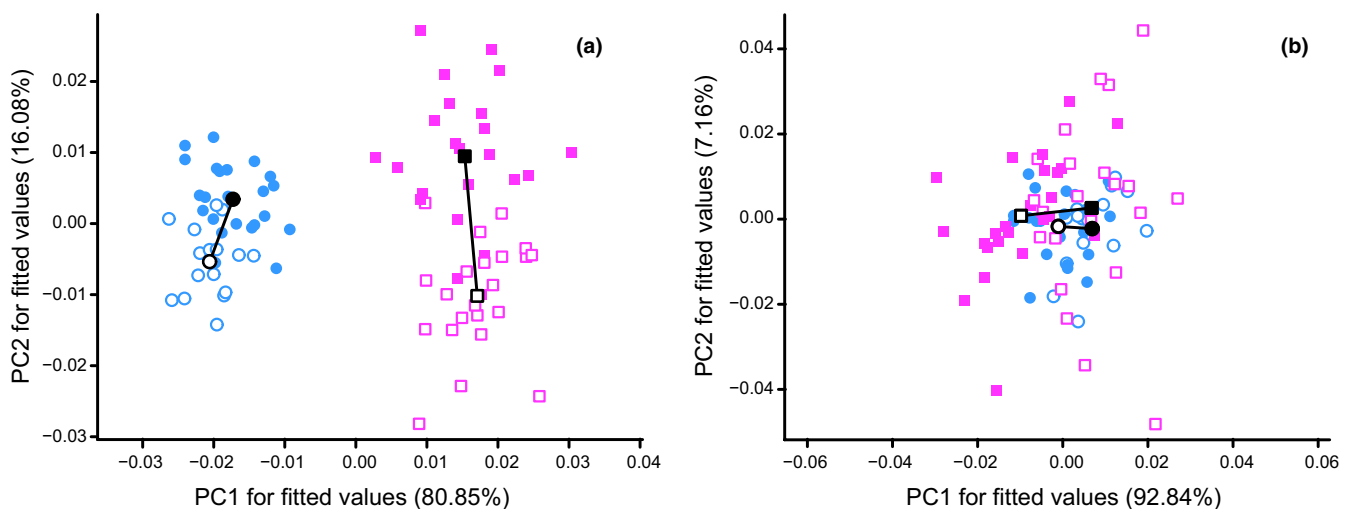 (a)
PC2 for fitted values (16.08%)
0.02
0.01
0.00
−0.01
−0.02
−0.03
−0.03 −0.02 −0.01 0.00 0.01 0.02 0.03 0.04
PC1 for fitted values (80.85%)
(b)
PC2 for fitted values (7.16%)
0.04
0.02
0.00
−0.02
−0.04
−0.06 −0.04 −0.02 0.00 0.02 0.04 0.06
PC1 for fitted values (92.84%)